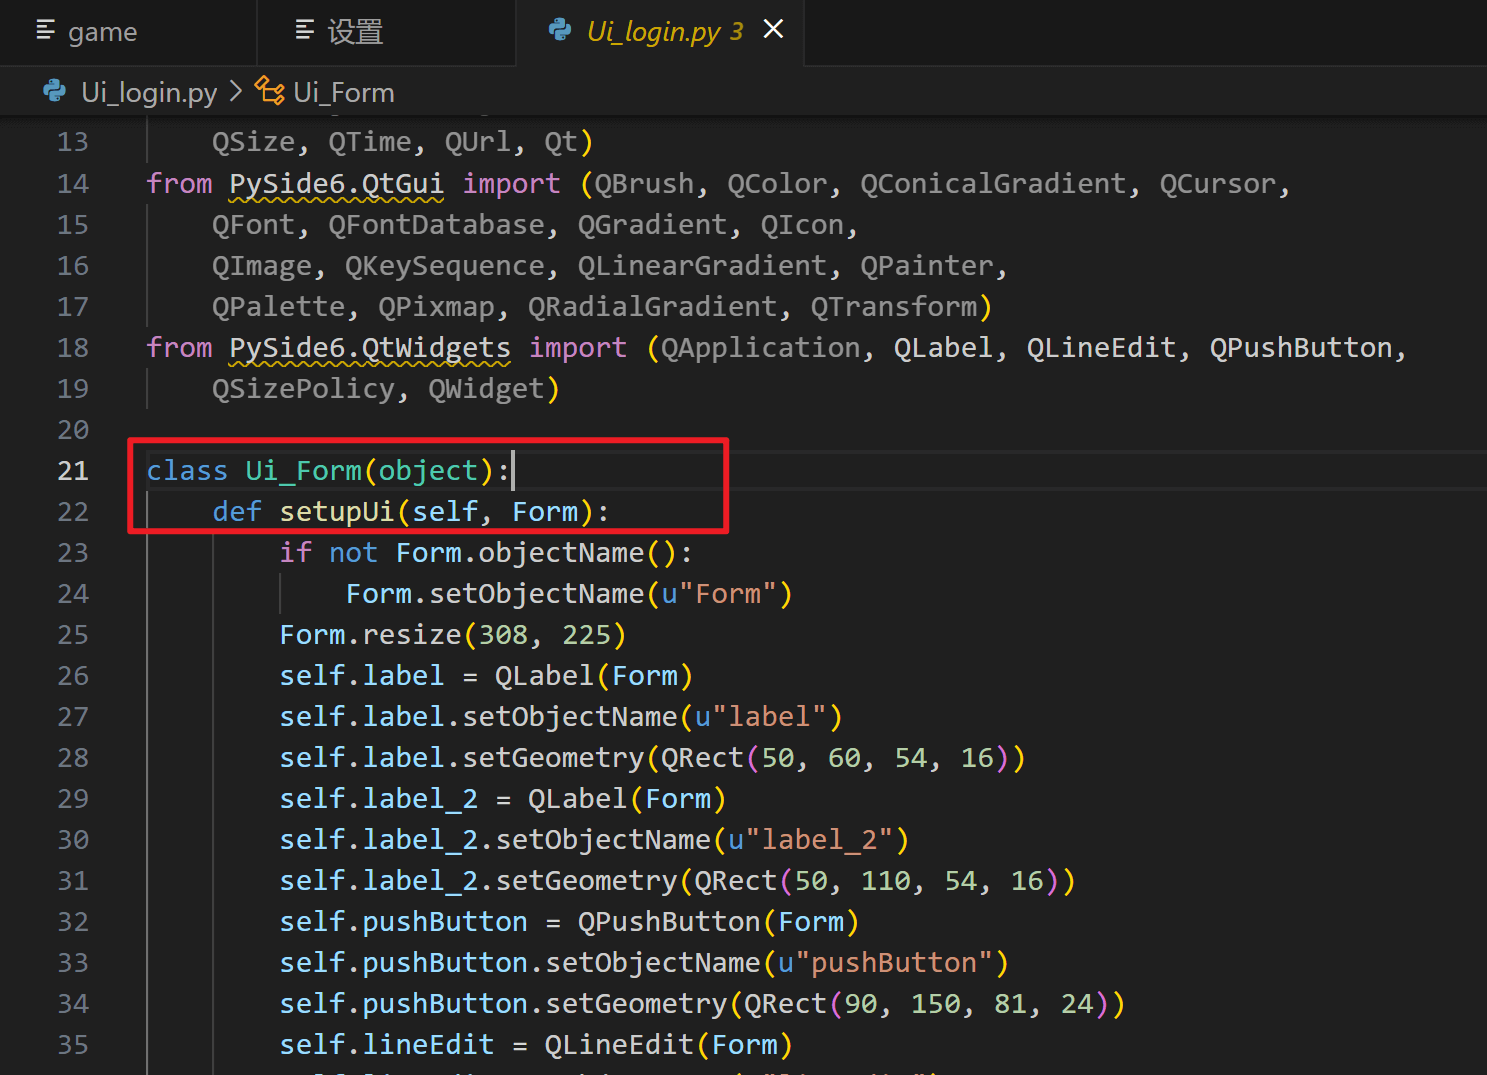 game
设置
Ui_login.py 3
Ui_login.py > Ui_Form
13 QSize, QTime, QUrl, Qt)
14 from PySide6.QtGui import (QBrush, QColor, QConicalGradient, QCursor,
15 QFont, QFontDatabase, QGradient, QIcon,
16 QImage, QKeySequence, QLinearGradient, QPainter,
17 QPalette, QPixmap, QRadialGradient, QTransform)
18 from PySide6.QtWidgets import (QApplication, QLabel, QLineEdit, QPushButton,
19 QSizePolicy, QWidget)
20
21 class Ui_Form(object):
22 def setupUi(self, Form):
23 if not Form.objectName():
24 Form.setObjectName(u"Form")
25 Form.resize(308, 225)
26 self.label = QLabel(Form)
27 self.label.setObjectName(u"label")
28 self.label.setGeometry(QRect(50, 60, 54, 16))
29 self.label_2 = QLabel(Form)
30 self.label_2.setObjectName(u"label_2")
31 self.label_2.setGeometry(QRect(50, 110, 54, 16))
32 self.pushButton = QPushButton(Form)
33 self.pushButton.setObjectName(u"pushButton")
34 self.pushButton.setGeometry(QRect(90, 150, 81, 24))
35 self.lineEdit = QLineEdit(Form)